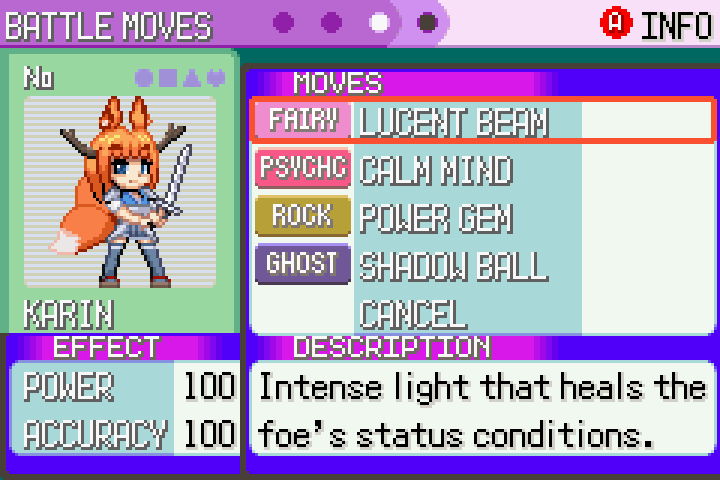 BATTLE MOVES
A INFO
No
MOVES
FAIRY LUCENT BEAM
PSYCHC CALM MIND
ROCK POWER GEM
GHOST SHADOW BALL
CANCEL
KARIN
EFFECT
POWER 100
ACCURACY 100
DESCRIPTION
Intense light that heals the
foe's status conditions.